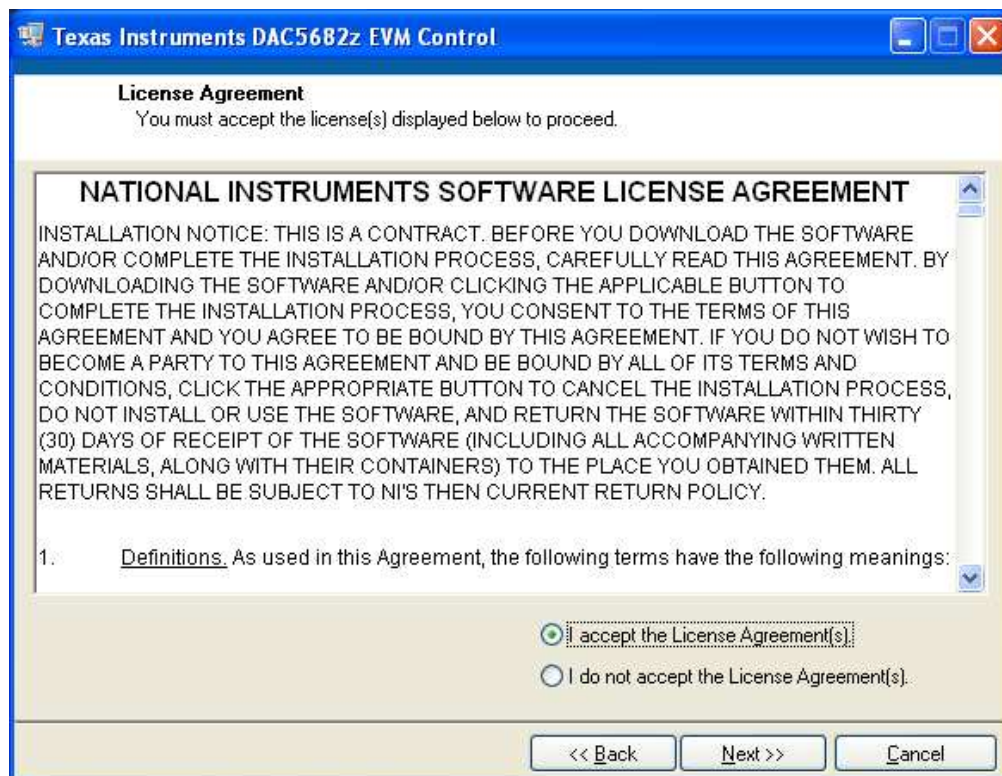 Texas Instruments DAC5682z EVM Control
License Agreement
You must accept the license(s) displayed below to proceed.
NATIONAL INSTRUMENTS SOFTWARE LICENSE AGREEMENT
INSTALLATION NOTICE: THIS IS A CONTRACT. BEFORE YOU DOWNLOAD THE SOFTWARE
AND/OR COMPLETE THE INSTALLATION PROCESS, CAREFULLY READ THIS AGREEMENT. BY
DOWNLOADING THE SOFTWARE AND/OR CLICKING THE APPLICABLE BUTTON TO
COMPLETE THE INSTALLATION PROCESS, YOU CONSENT TO THE TERMS OF THIS
AGREEMENT AND YOU AGREE TO BE BOUND BY THIS AGREEMENT. IF YOU DO NOT WISH TO
BECOME A PARTY TO THIS AGREEMENT AND BE BOUND BY ALL OF ITS TERMS AND
CONDITIONS, CLICK THE APPROPRIATE BUTTON TO CANCEL THE INSTALLATION PROCESS,
DO NOT INSTALL OR USE THE SOFTWARE, AND RETURN THE SOFTWARE WITHIN THIRTY
(30) DAYS OF RECEIPT OF THE SOFTWARE (INCLUDING ALL ACCOMPANYING WRITTEN
MATERIALS, ALONG WITH THEIR CONTAINERS) TO THE PLACE YOU OBTAINED THEM. ALL
RETURNS SHALL BE SUBJECT TO NI'S THEN CURRENT RETURN POLICY.
1. Definitions. As used in this Agreement, the following terms have the following meanings:
I accept the License Agreement(s).
I do not accept the License Agreement(s).
<< Back Next >> Cancel